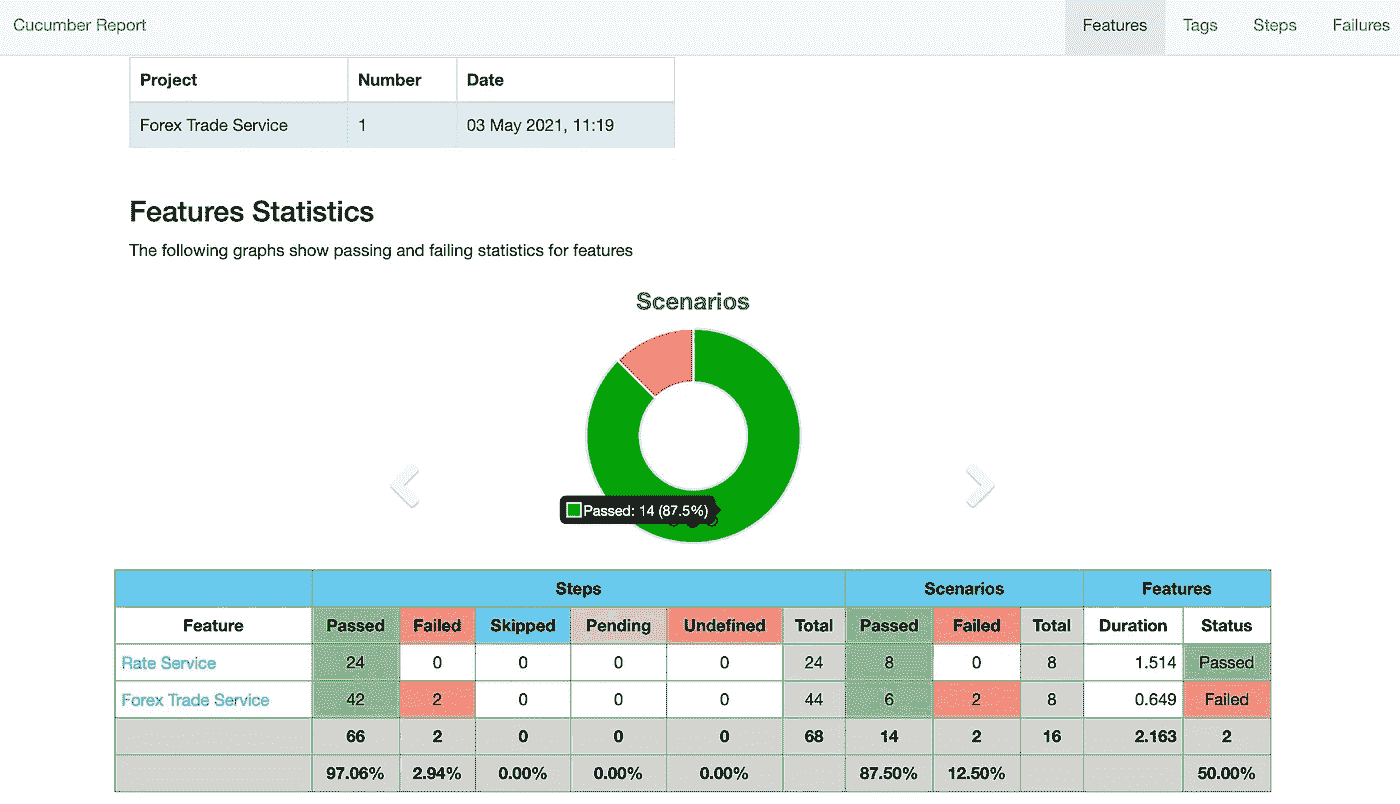 Cucumber Report Features Tags Steps Failures
Project Number Date
Forex Trade Service 1 03 May 2021, 11:19
Features Statistics
The following graphs show passing and failing statistics for features
Scenarios
Passed: 14 (87.5%)
Steps Scenarios Features
Feature Passed Failed Skipped Pending Undefined Total Passed Failed Total Duration Status
Rate Service 24 0 0 0 0 24 8 0 8 1.514 Passed
Forex Trade Service 42 2 0 0 0 44 6 2 8 0.649 Failed
66 2 0 0 0 68 14 2 16 2.163 2
97.06% 2.94% 0.00% 0.00% 0.00% 87.50% 12.50% 50.00%